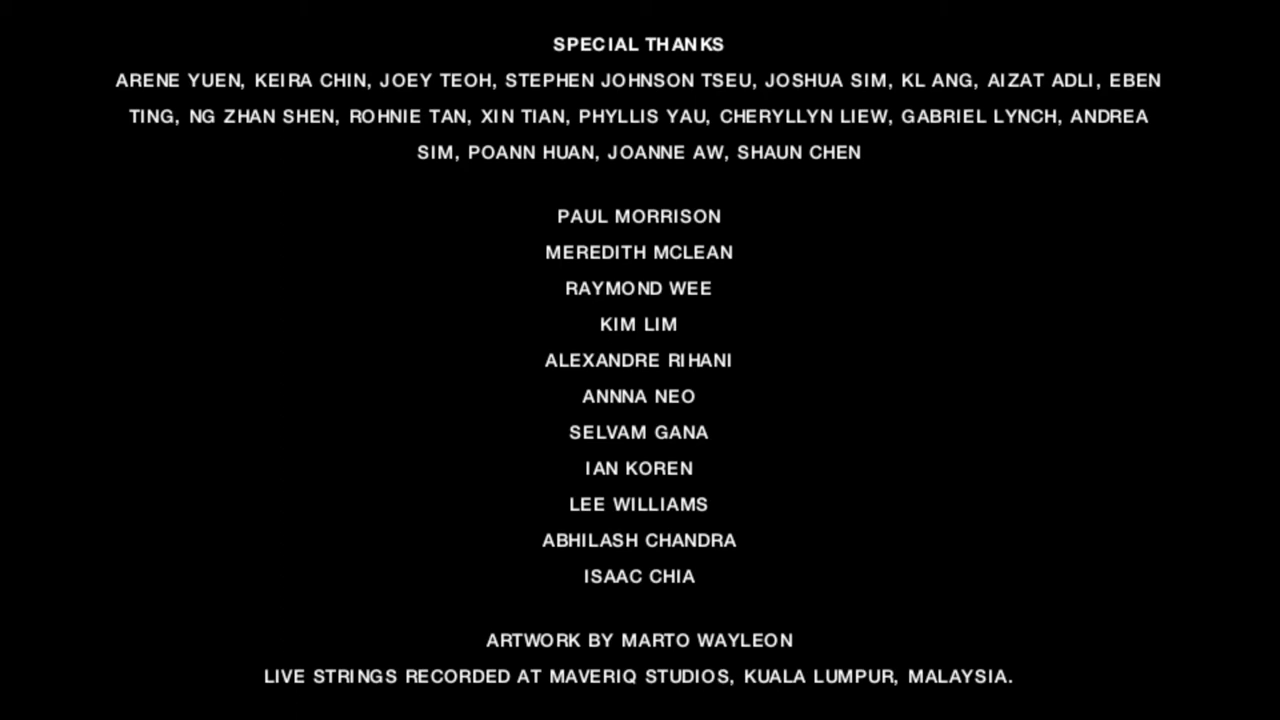 SPECIAL THANKS
ARENE YUEN, KEIRA CHIN, JOEY TEOH, STEPHEN JOHNSON TSEU, JOSHUA SIM, KL ANG, AIZAT ADLI, EBEN
TING, NG ZHAN SHEN, ROHNIE TAN, XIN TIAN, PHYLLIS YAU, CHERYLLYN LIEW, GABRIEL LYNCH, ANDREA
SIM, POANN HUAN, JOANNE AW, SHAUN CHEN
PAUL MORRISON
MEREDITH MCLEAN
RAYMOND WEE
KIM LIM
ALEXANDRE RIHANI
ANNNA NEO
SELVAM GANA
IAN KOREN
LEE WILLIAMS
ABHILASH CHANDRA
ISAAC CHIA
ARTWORK BY MARTO WAYLEON
LIVE STRINGS RECORDED AT MAVERIQ STUDIOS, KUALA LUMPUR, MALAYSIA.